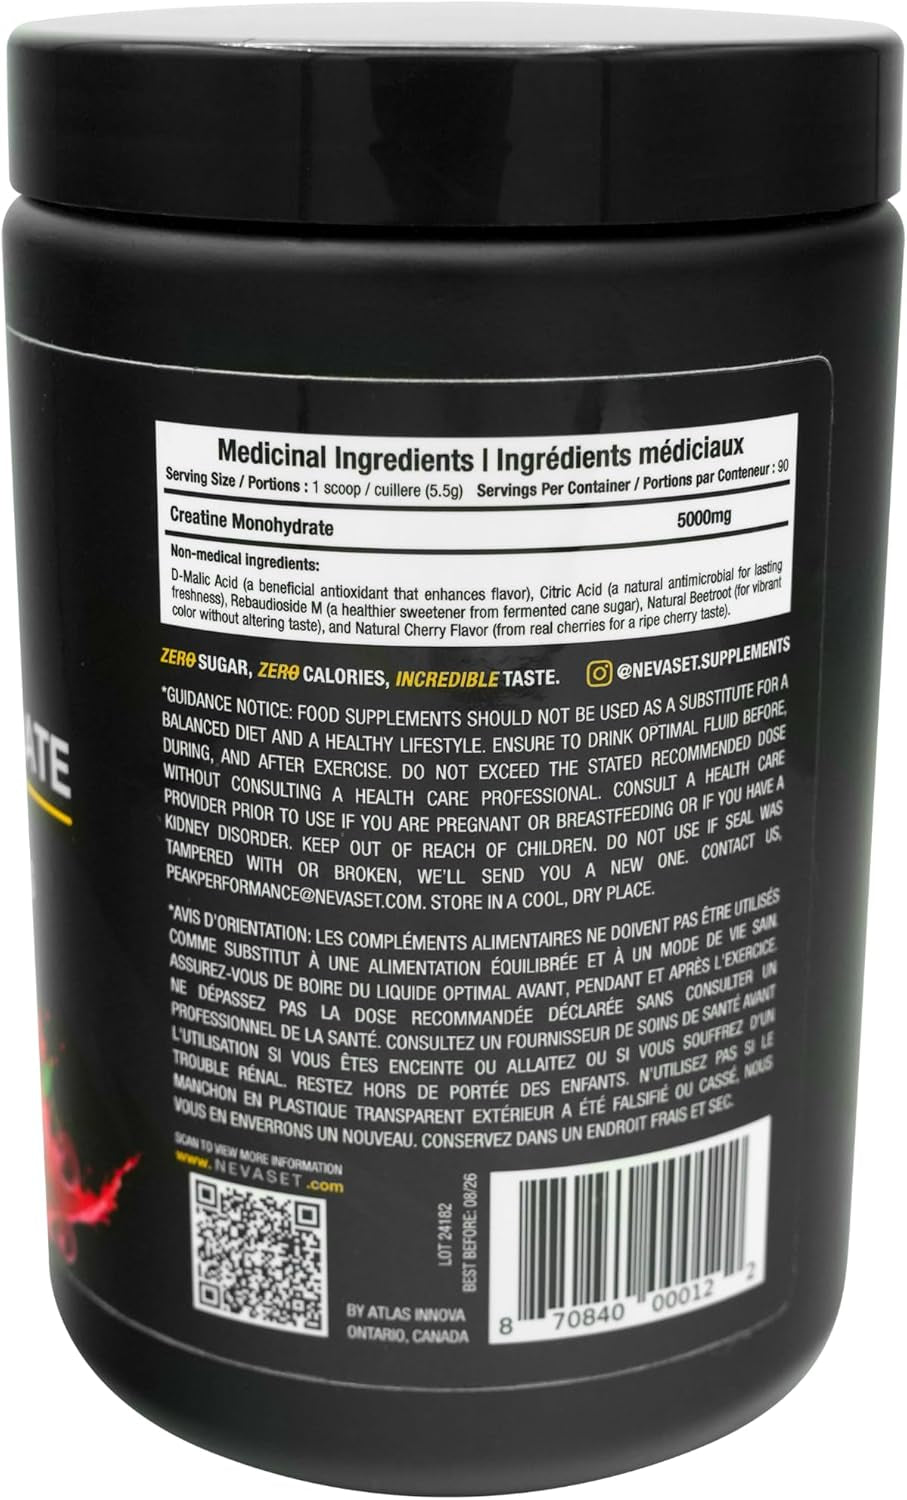 Medicinal Ingredients | Ingrédients médiciaux
Serving Size / Portions : 1 scoop / cuillere (5.5g) Servings Per Container / Portions par Conteneur : 90
Creatine Monohydrate 5000mg
Non-medical ingredients:
D-Malic Acid (a beneficial antioxidant that enhances flavor), Citric Acid (a natural antimicrobial for lasting
freshness), Rebaudioside M (a healthier sweetener from fermented cane sugar), Natural Beetroot (for vibrant
color without altering taste), and Natural Cherry Flavor (from real cherries for a ripe cherry taste).
ZERO SUGAR, ZERO CALORIES, INCREDIBLE TASTE. @NEVASET.SUPPLEMENTS
*GUIDANCE NOTICE: FOOD SUPPLEMENTS SHOULD NOT BE USED AS A SUBSTITUTE FOR A
BALANCED DIET AND A HEALTHY LIFESTYLE. ENSURE TO DRINK OPTIMAL FLUID BEFORE,
DURING, AND AFTER EXERCISE. DO NOT EXCEED THE STATED RECOMMENDED DOSE
WITHOUT CONSULTING A HEALTH CARE PROFESSIONAL. CONSULT A HEALTH CARE
PROVIDER PRIOR TO USE IF YOU ARE PREGNANT OR BREASTFEEDING OR IF YOU HAVE A
KIDNEY DISORDER. KEEP OUT OF REACH OF CHILDREN. DO NOT USE IF SEAL WAS
TAMPERED WITH OR BROKEN, WE'LL SEND YOU A NEW ONE. CONTACT US,
PEAKPERFORMANCE@NEVASET.COM. STORE IN A COOL, DRY PLACE.
ATE
*AVIS D'ORIENTATION: LES COMPLÉMENTS ALIMENTAIRES NE DOIVENT PAS ÊTRE UTILISÉS
COMME SUBSTITUT À UNE ALIMENTATION ÉQUILIBRÉE ET À UN MODE DE VIE SAIN.
ASSUREZ-VOUS DE BOIRE DU LIQUIDE OPTIMAL AVANT, PENDANT ET APRÈS L'EXERCICE.
NE DÉPASSEZ PAS LA DOSE RECOMMANDÉE DÉCLARÉE SANS CONSULTER UN
PROFESSIONNEL DE LA SANTÉ. CONSULTEZ UN FOURNISSEUR DE SOINS DE SANTÉ AVANT
L'UTILISATION SI VOUS ÊTES ENCEINTE OU ALLAITEZ OU SI VOUS SOUFFREZ D'UN
TROUBLE RÉNAL. RESTEZ HORS DE PORTÉE DES ENFANTS. N'UTILISEZ PAS SI LE
MANCHON EN PLASTIQUE TRANSPARENT EXTÉRIEUR A ÉTÉ FALSIFIÉ OU CASSÉ, NOUS
VOUS EN ENVERRONS UN NOUVEAU. CONSERVEZ DANS UN ENDROIT FRAIS ET SEC.
SCAN TO VIEW MORE INFORMATION
www.NEVASET.com
BY ATLAS INNOVA
ONTARIO, CANADA
LOT 24182
BEST BEFORE: 08/26
8 70840 00012 2